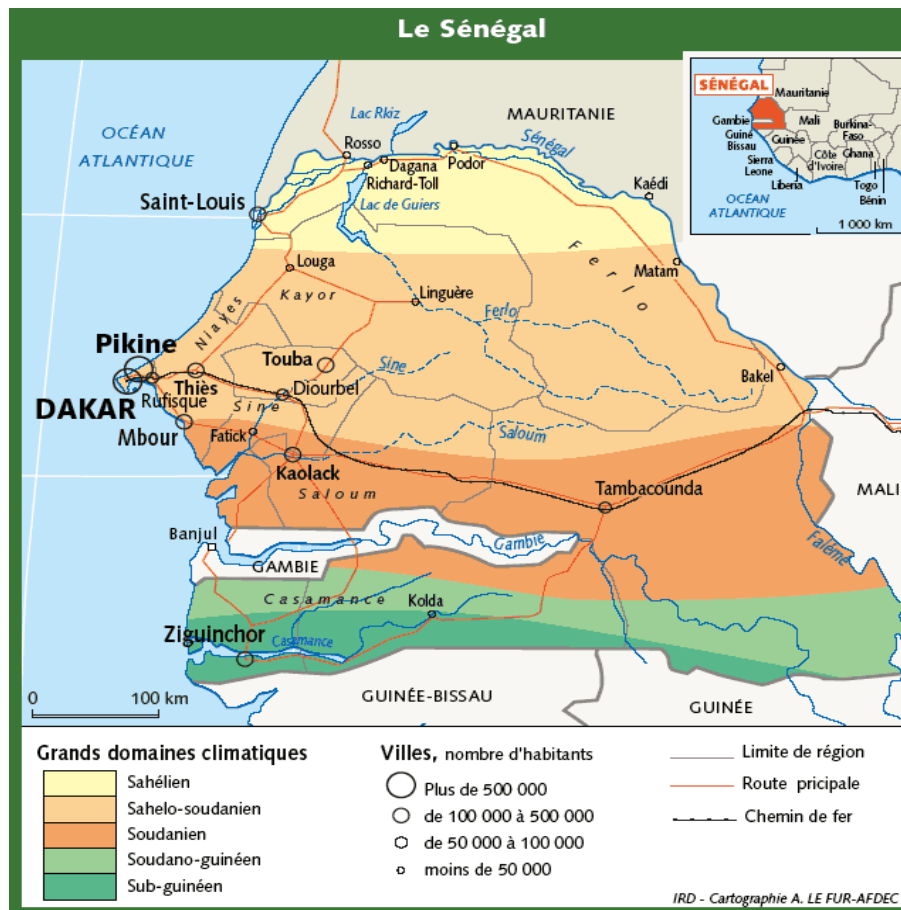 Le Sénégal
SÉNÉGAL
Mauritanie
Gambie
Mali
Guiné
Bissau
Guinée
Burkina-
Faso
Sierra
Leone
Côte
d'Ivoire
Ghana
Liberia
Togo
Bénin
OCÉAN
ATLANTIQUE
1 000 km
OCÉAN
ATLANTIQUE
Lac Rkiz
MAURITANIE
Rosso
Dagana
Podor
Sénégal
Richard-Toll
Kaédi
Saint-Louis
Lac de Guiers
Louga
Ferlo
Matam
Kayor
Linguère
Niayes
Ferlo
Pikine
Touba
Sine
Bakel
Thiès
Diourbel
DAKAR
Rufisque
Sine
Mbour
Fatick
Saloum
Kaolack
Saloum
Tambacounda
MALI
Banjul
Gambie
Falémé
GAMBIE
Casamance
Kolda
Ziguinchor
Casamance
0
100 km
GUINÉE-BISSAU
GUINÉE
Grands domaines climatiques
Sahélien
Sahelo-soudanien
Soudanien
Soudano-guinéen
Sub-guinéen
Villes, nombre d'habitants
Plus de 500 000
de 100 000 à 500 000
de 50 000 à 100 000
moins de 50 000
Limite de région
Route pricipale
Chemin de fer
IRD - Cartographie A. LE FUR-AFDEC